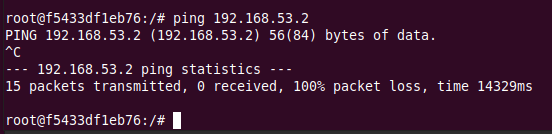 root@f5433df1eb76:/# ping 192.168.53.2
PING 192.168.53.2 (192.168.53.2) 56(84) bytes of data.
^C
--- 192.168.53.2 ping statistics ---
15 packets transmitted, 0 received, 100% packet loss, time 14329ms
root@f5433df1eb76:/#